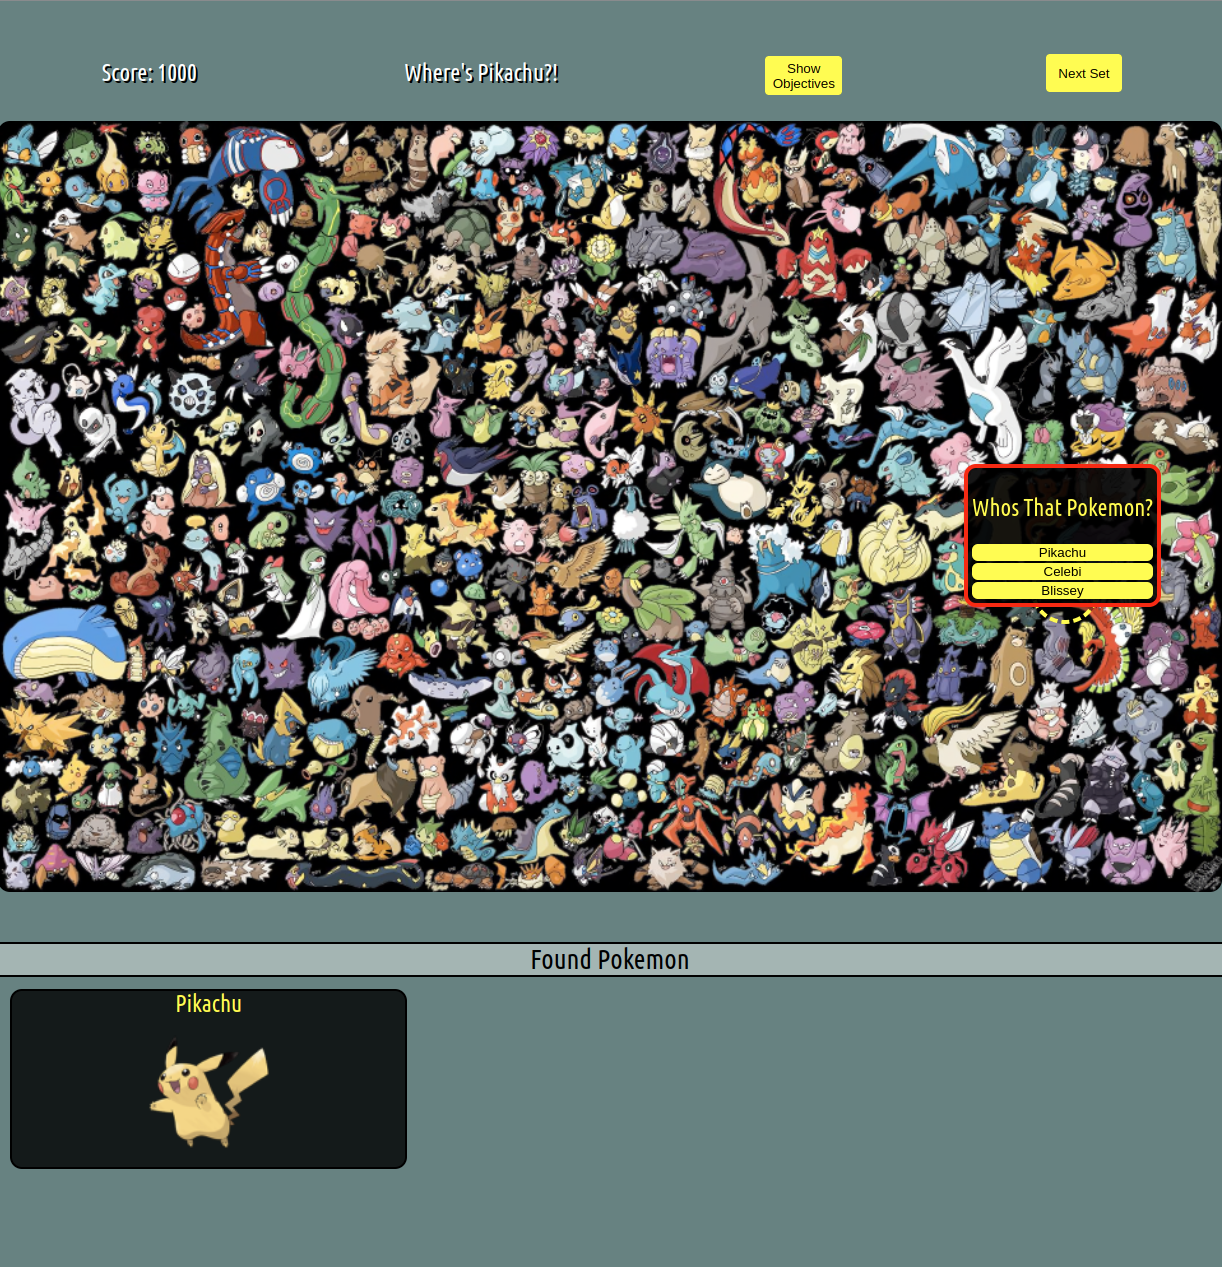 Score: 1000
Where's Pikachu?!
Show
Objectives
Next Set
Whos That Pokemon?
Pikachu
Celebi
Blissey
Found Pokemon
Pikachu